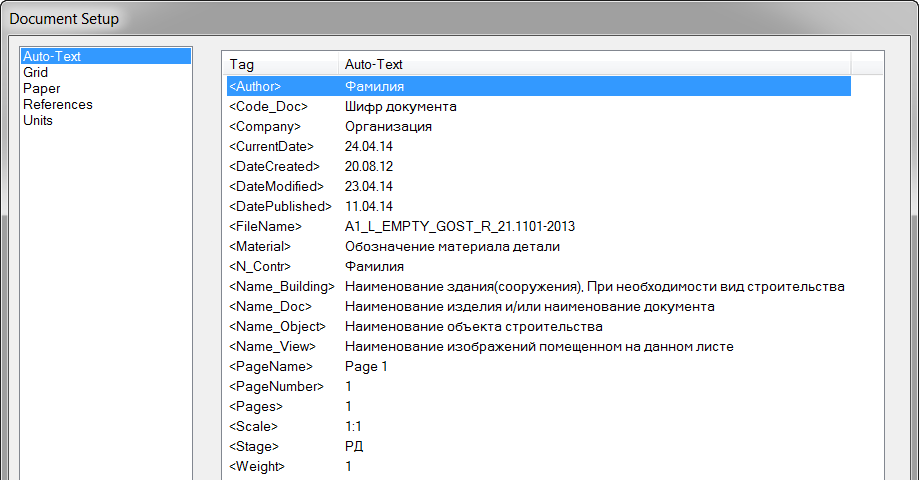 Document Setup
Auto-Text
Grid
Paper
References
Units
Tag Auto-Text
<Author> Фамилия
<Code_Doc> Шифр документа
<Company> Организация
<CurrentDate> 24.04.14
<DateCreated> 20.08.12
<DateModified> 23.04.14
<DatePublished> 11.04.14
<FileName> A1_L_EMPTY_GOST_R_21.1101-2013
<Material> Обозначение материала детали
<N_Contr> Фамилия
<Name_Building> Наименование здания(сооружения), При необходимости вид строительства
<Name_Doc> Наименование изделия и/или наименование документа
<Name_Object> Наименование объекта строительства
<Name_View> Наименование изображений помещенном на данном листе
<PageName> Page 1
<PageNumber> 1
<Pages> 1
<Scale> 1:1
<Stage> РД
<Weight> 1